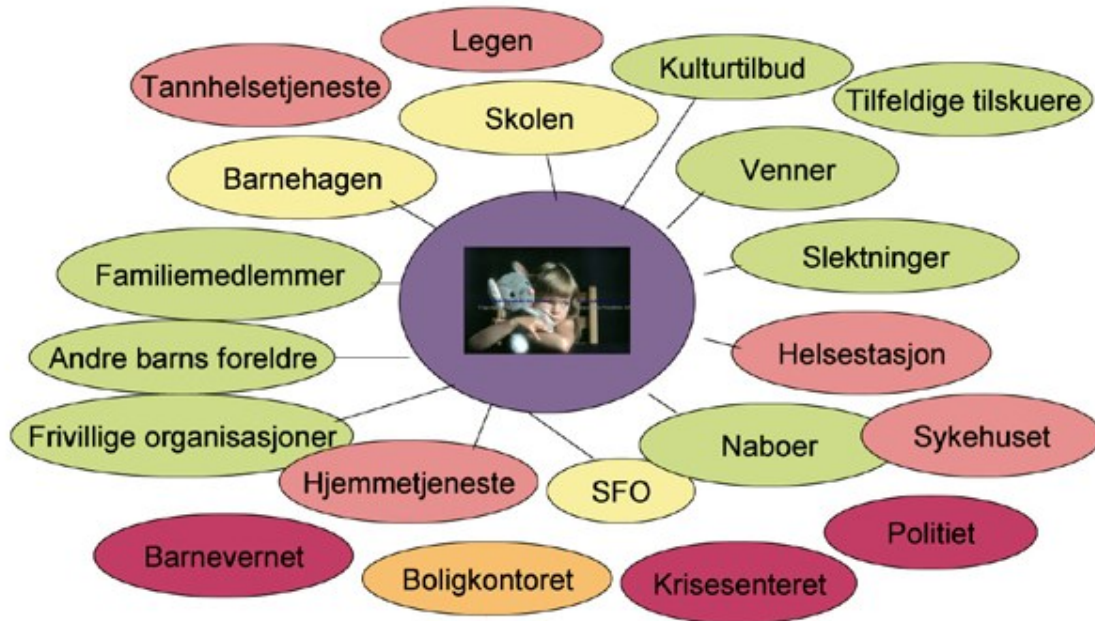 Legen
Kulturtilbud
Tannhelsetjeneste
Tilfeldige tilskuere
Skolen
Barnehagen
Venner
Familiemedlemmer
Slektninger
Andre barns foreldre
Helsestasjon
Frivillige organisasjoner
Naboer
Sykehuset
Hjemmetjeneste
SFO
Politiet
Barnevernet
Boligkontoret
Krisesenteret